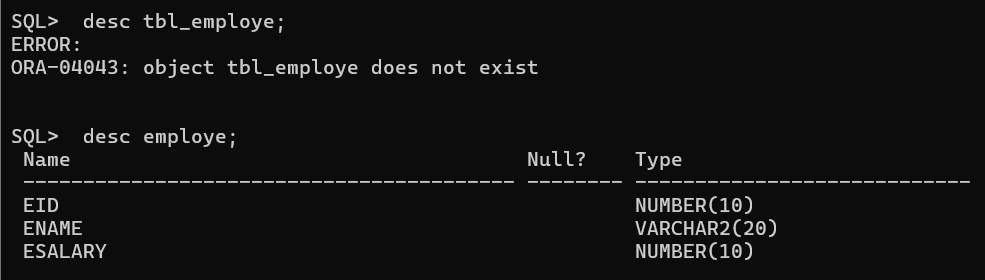 SQL>  desc tbl_employe;
ERROR:
ORA-04043: object tbl_employe does not exist
SQL>  desc employe;
Name                                      Null?    Type
----------------------------------------- -------- ----------------------------
EID                                                NUMBER(10)
ENAME                                              VARCHAR2(20)
ESALARY                                            NUMBER(10)